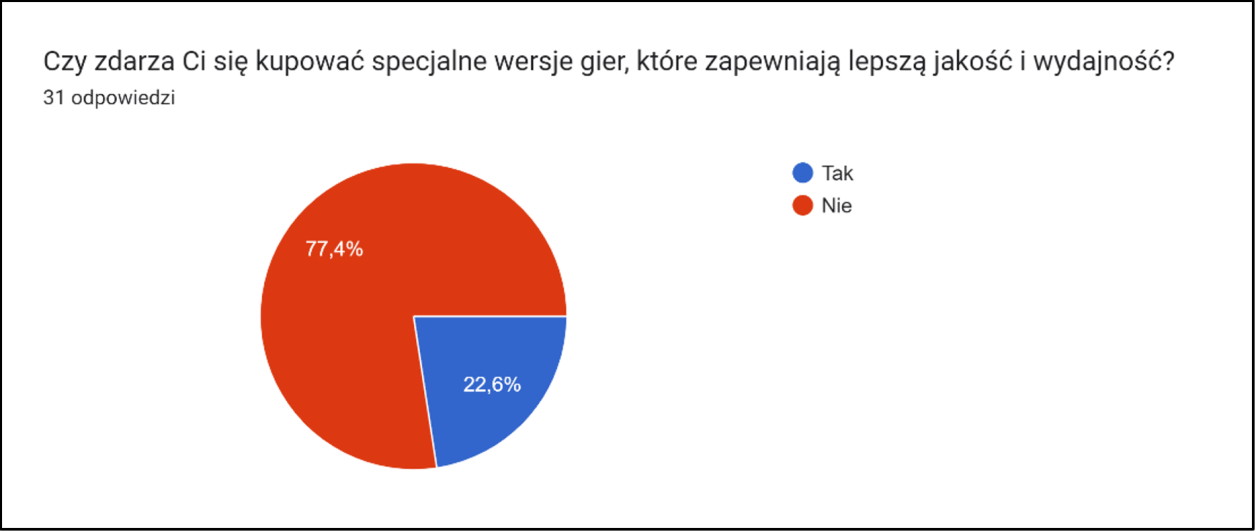 Czy zdarza Ci się kupować specjalne wersje gier, które zapewniają lepszą jakość i wydajność?
31 odpowiedzi
Tak
Nie
77,4%
22,6%